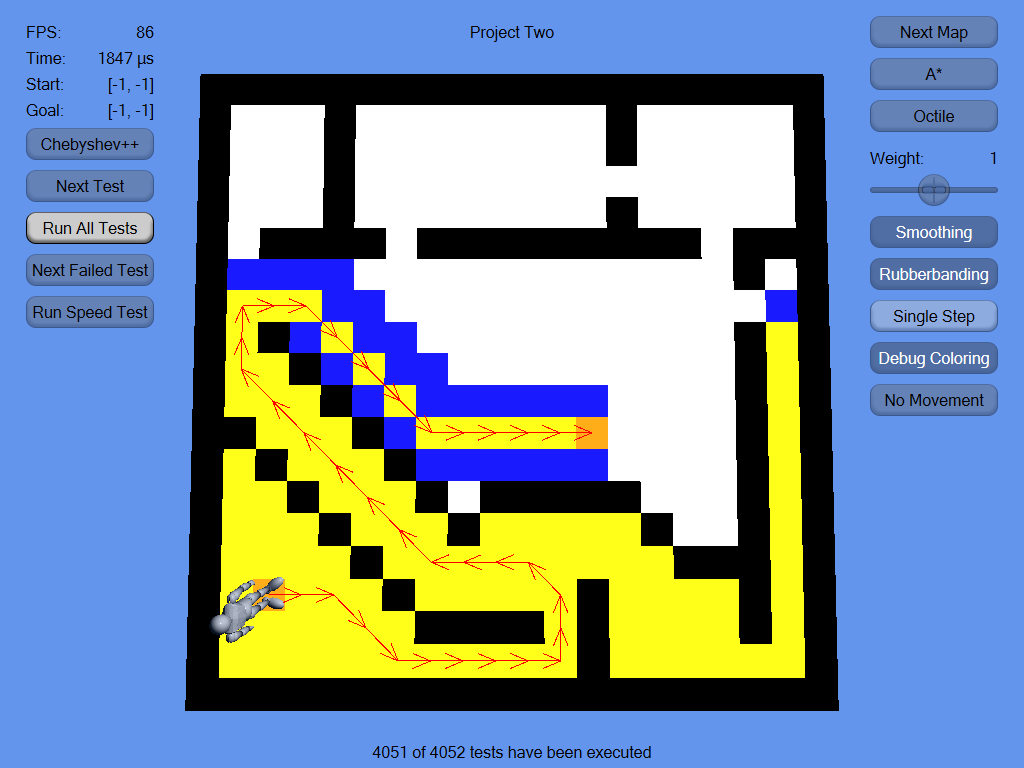 FPS: 86
Time: 1847 µs
Start: [-1, -1]
Goal: [-1, -1]
Chebyshev++
Next Test
Run All Tests
Next Failed Test
Run Speed Test
Project Two
Next Map
A*
Octile
Weight: 1
Smoothing
Rubberbanding
Single Step
Debug Coloring
No Movement
4051 of 4052 tests have been executed